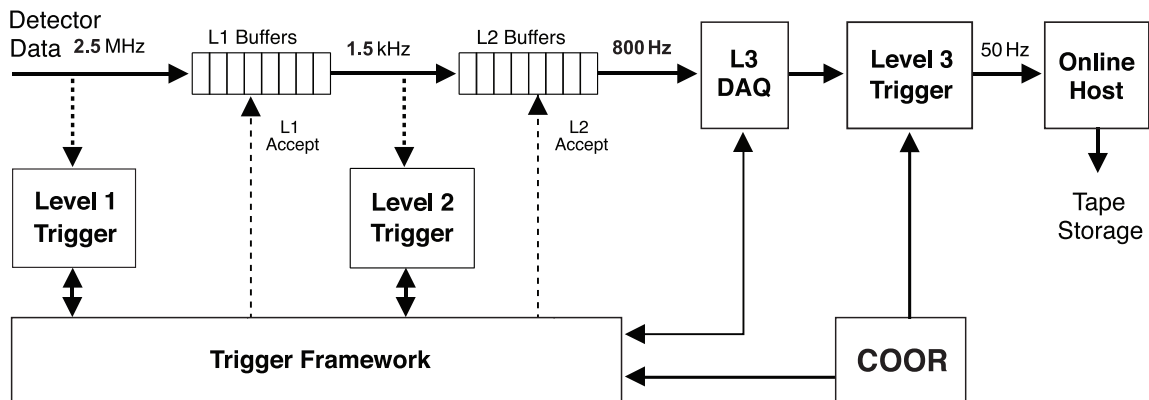 Detector
Data 2.5 MHz
L1 Buffers
1.5 kHz
L2 Buffers
800 Hz
L3
DAQ
Level 3
Trigger
50 Hz
Online
Host
L1
Accept
L2
Accept
Level 1
Trigger
Level 2
Trigger
Tape
Storage
Trigger Framework
COOR